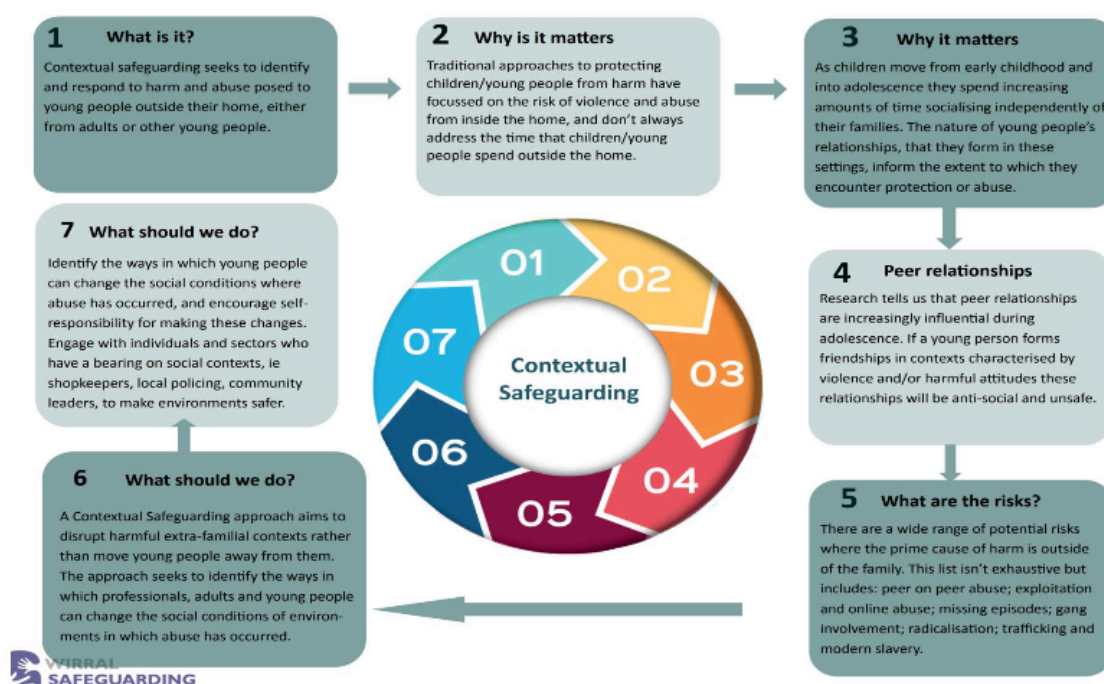 1 What is it?
Contextual safeguarding seeks to identify
and respond to harm and abuse posed to
young people outside their home, either
from adults or other young people.
2 Why is it matters
Traditional approaches to protecting
children/young people from harm have
focussed on the risk of violence and abuse
from inside the home, and don't always
address the time that children/young
people spend outside the home.
3 Why it matters
As children move from early childhood and
into adolescence they spend increasing
amounts of time socialising independently of
their families. The nature of young people's
relationships, that they form in these
settings, inform the extent to which they
encounter protection or abuse.
4 Peer relationships
Research tells us that peer relationships
are increasingly influential during
adolescence. If a young person forms
friendships in contexts characterised by
violence and/or harmful attitudes these
relationships will be anti-social and unsafe.
5 What are the risks?
There are a wide range of potential risks
where the prime cause of harm is outside
of the family. This list isn't exhaustive but
includes: peer on peer abuse; exploitation
and online abuse; missing episodes; gang
involvement; radicalisation; trafficking and
modern slavery.
6 What should we do?
A Contextual Safeguarding approach aims to
disrupt harmful extra-familial contexts rather
than move young people away from them.
The approach seeks to identify the ways in
which professionals, adults and young people
can change the social conditions of environ-
ments in which abuse has occurred.
7 What should we do?
Identify the ways in which young people
can change the social conditions where
abuse has occurred, and encourage self-
responsibility for making these changes.
Engage with individuals and sectors who
have a bearing on social contexts, ie
shopkeepers, local policing, community
leaders, to make environments safer.
01
02
03
04
05
06
07
Contextual
Safeguarding
WIRRAL
SAFEGUARDING